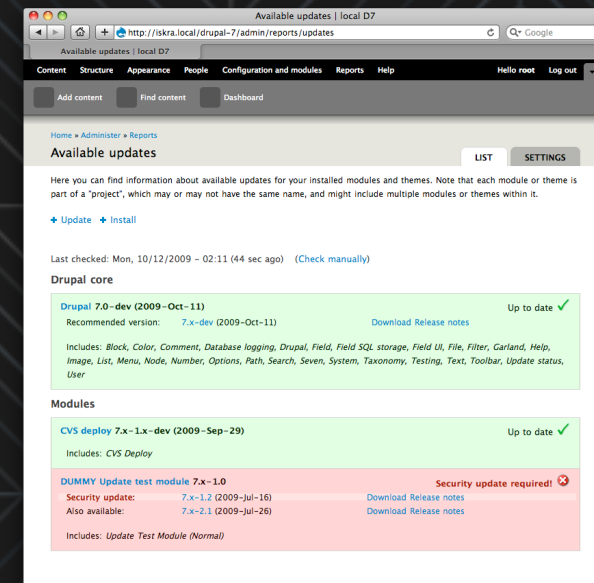 Available updates | local D7
http://iskra.local/drupal-7/admin/reports/updates
Google
Available updates | local D7
Content Structure Appearance People Configuration and modules Reports Help Hello root Log out
Add content Find content Dashboard
Home » Administer » Reports
Available updates
LIST SETTINGS
Here you can find information about available updates for your installed modules and themes. Note that each module or theme is
part of a "project", which may or may not have the same name, and might include multiple modules or themes within it.
+ Update + Install
Last checked: Mon, 10/12/2009 - 02:11 (44 sec ago) (Check manually)
Drupal core
Drupal 7.0-dev (2009-Oct-11) Up to date
Recommended version: 7.x-dev (2009-Oct-11) Download Release notes
Includes: Block, Color, Comment, Database logging, Drupal, Field, Field SQL storage, Field UI, File, Filter, Garland, Help,
Image, List, Menu, Node, Number, Options, Path, Search, Seven, System, Taxonomy, Testing, Text, Toolbar, Update status,
User
Modules
CVS deploy 7.x-1.x-dev (2009-Sep-29) Up to date
Includes: CVS Deploy
DUMMY Update test module 7.x-1.0 Security update required!
Security update: 7.x-1.2 (2009-Jul-16) Download Release notes
Also available: 7.x-2.1 (2009-Jul-26) Download Release notes
Includes: Update Test Module (Normal)